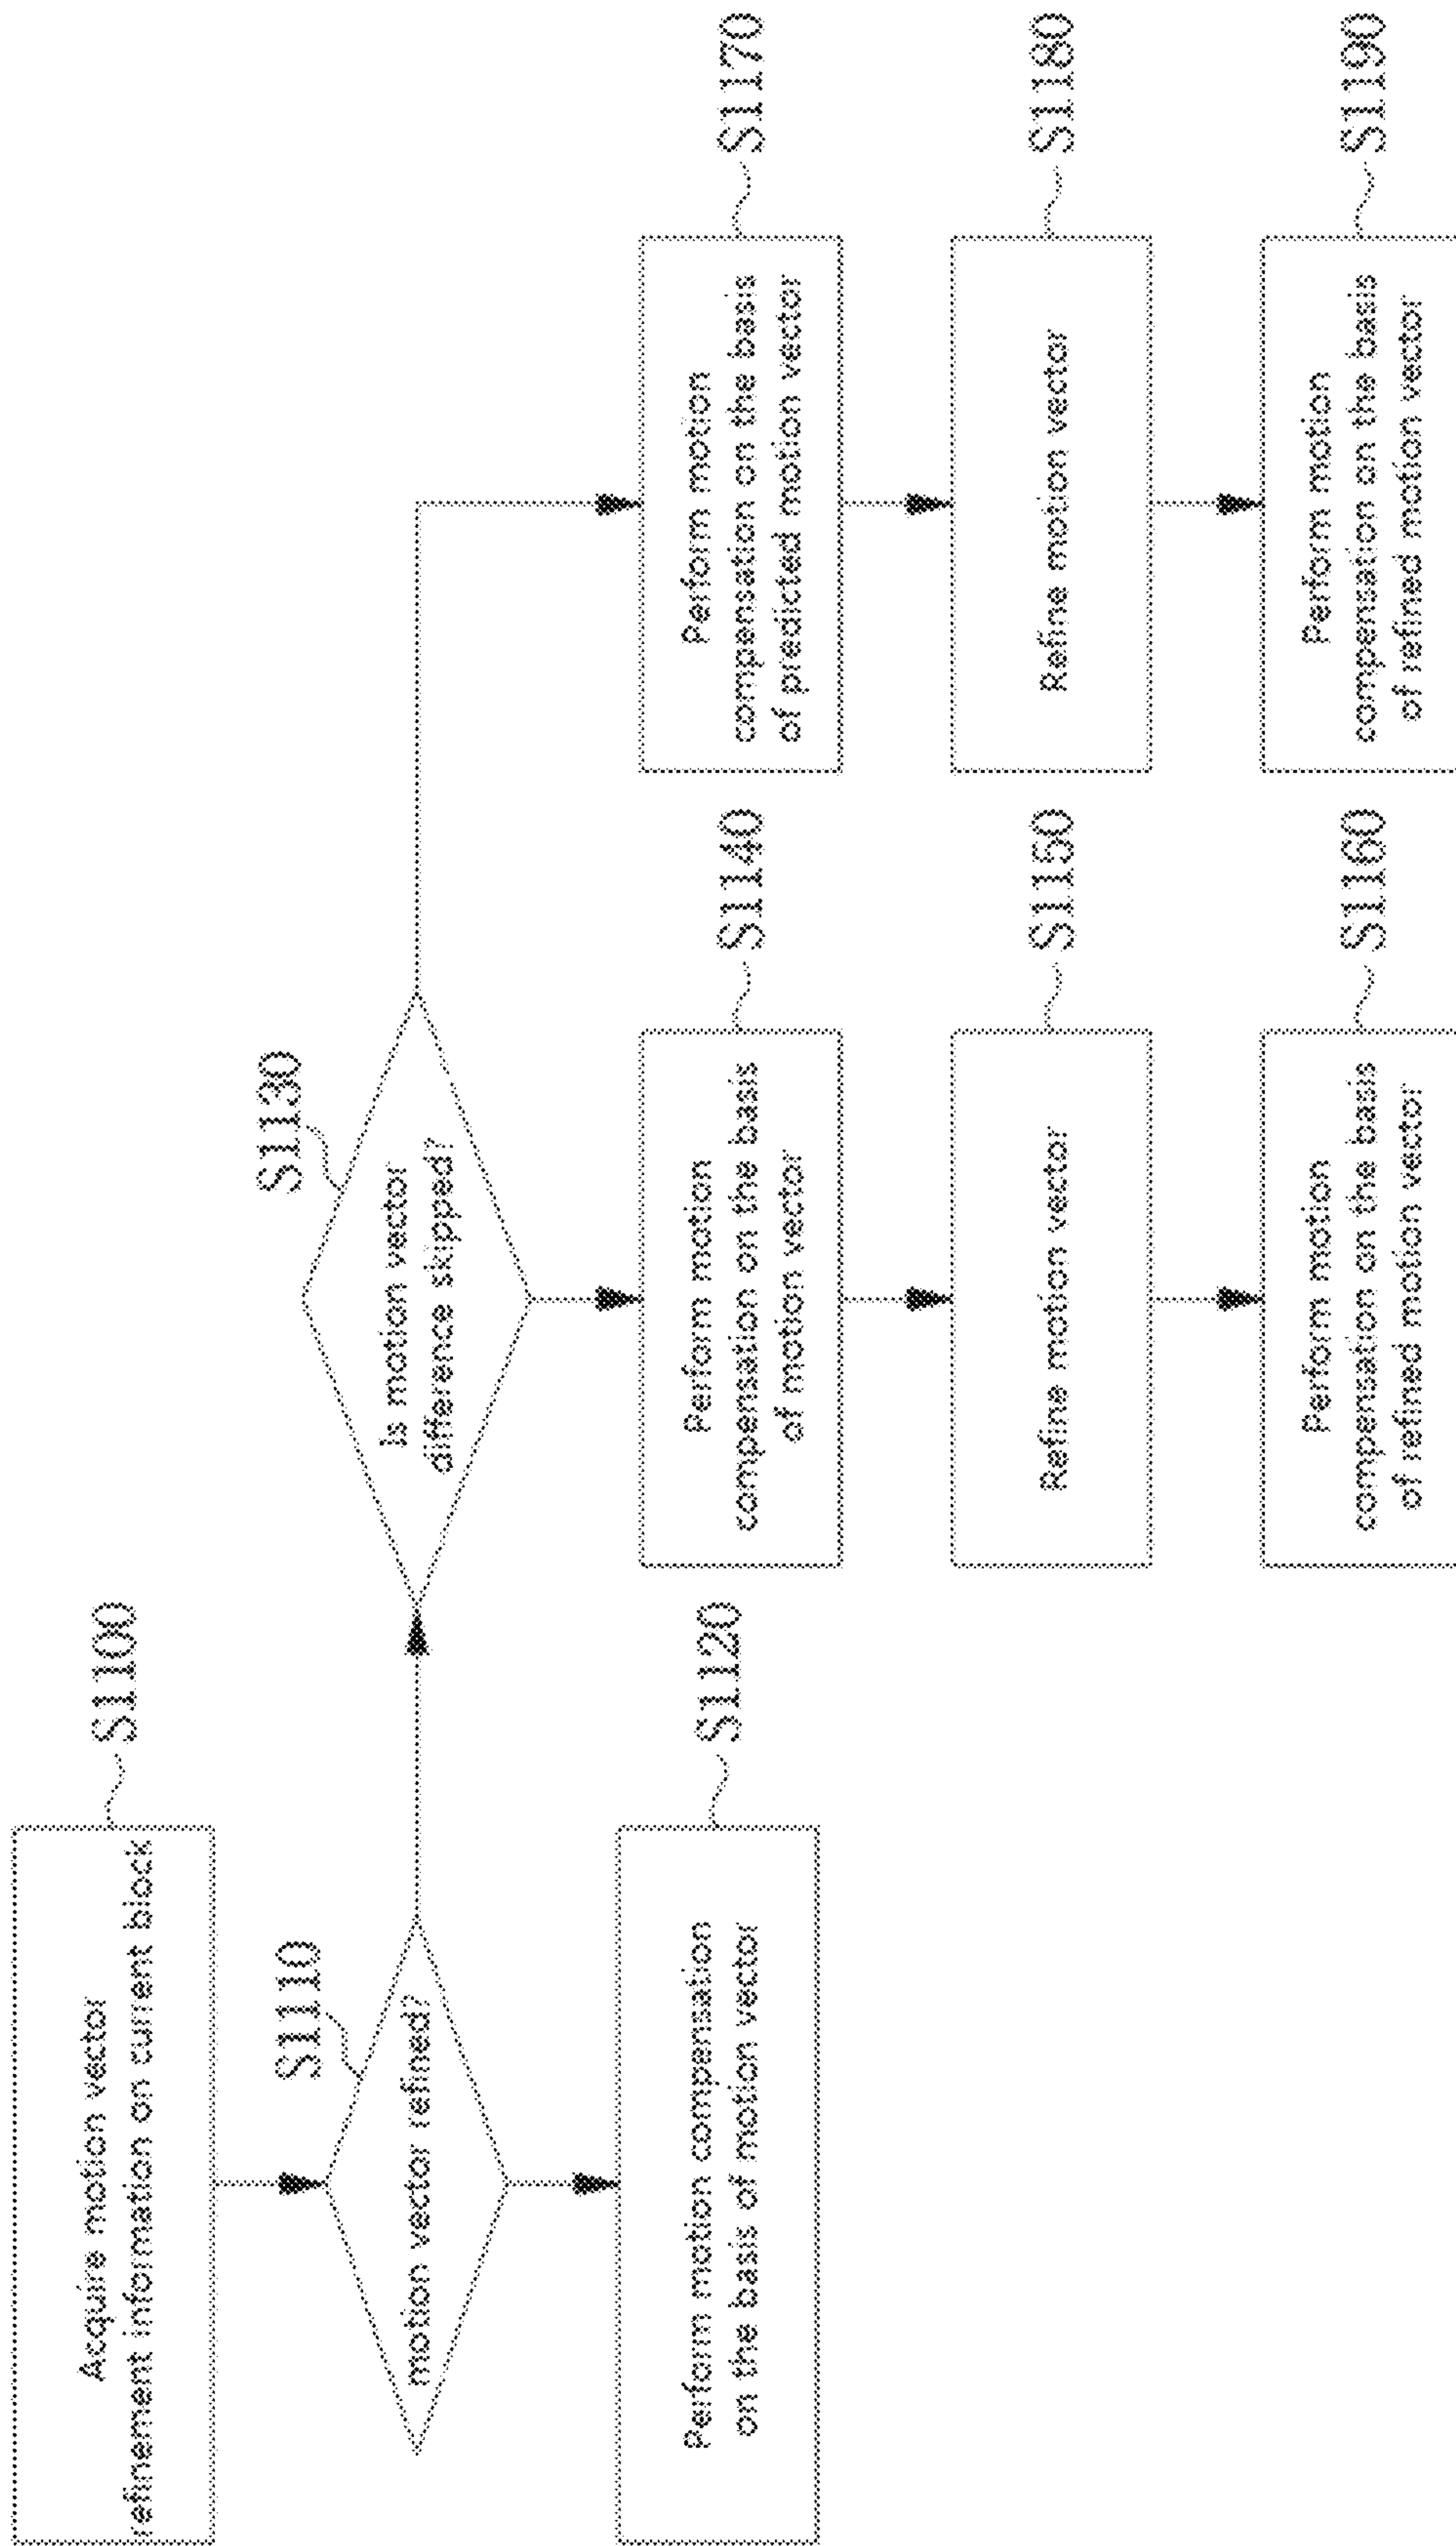 Acquire motion vector
refinement information on current block
S1100
S1110
motion vector refined?
Perform motion compensation
on the basis of motion vector
S1120
S1130
Is motion vector
difference skipped?
Perform motion
compensation on the basis
of motion vector
S1140
Refine motion vector
S1150
Perform motion
compensation on the basis
of refined motion vector
S1160
Perform motion
compensation on the basis
of predicted motion vector
S1170
Refine motion vector
S1180
Perform motion
compensation on the basis
of refined motion vector
S1190